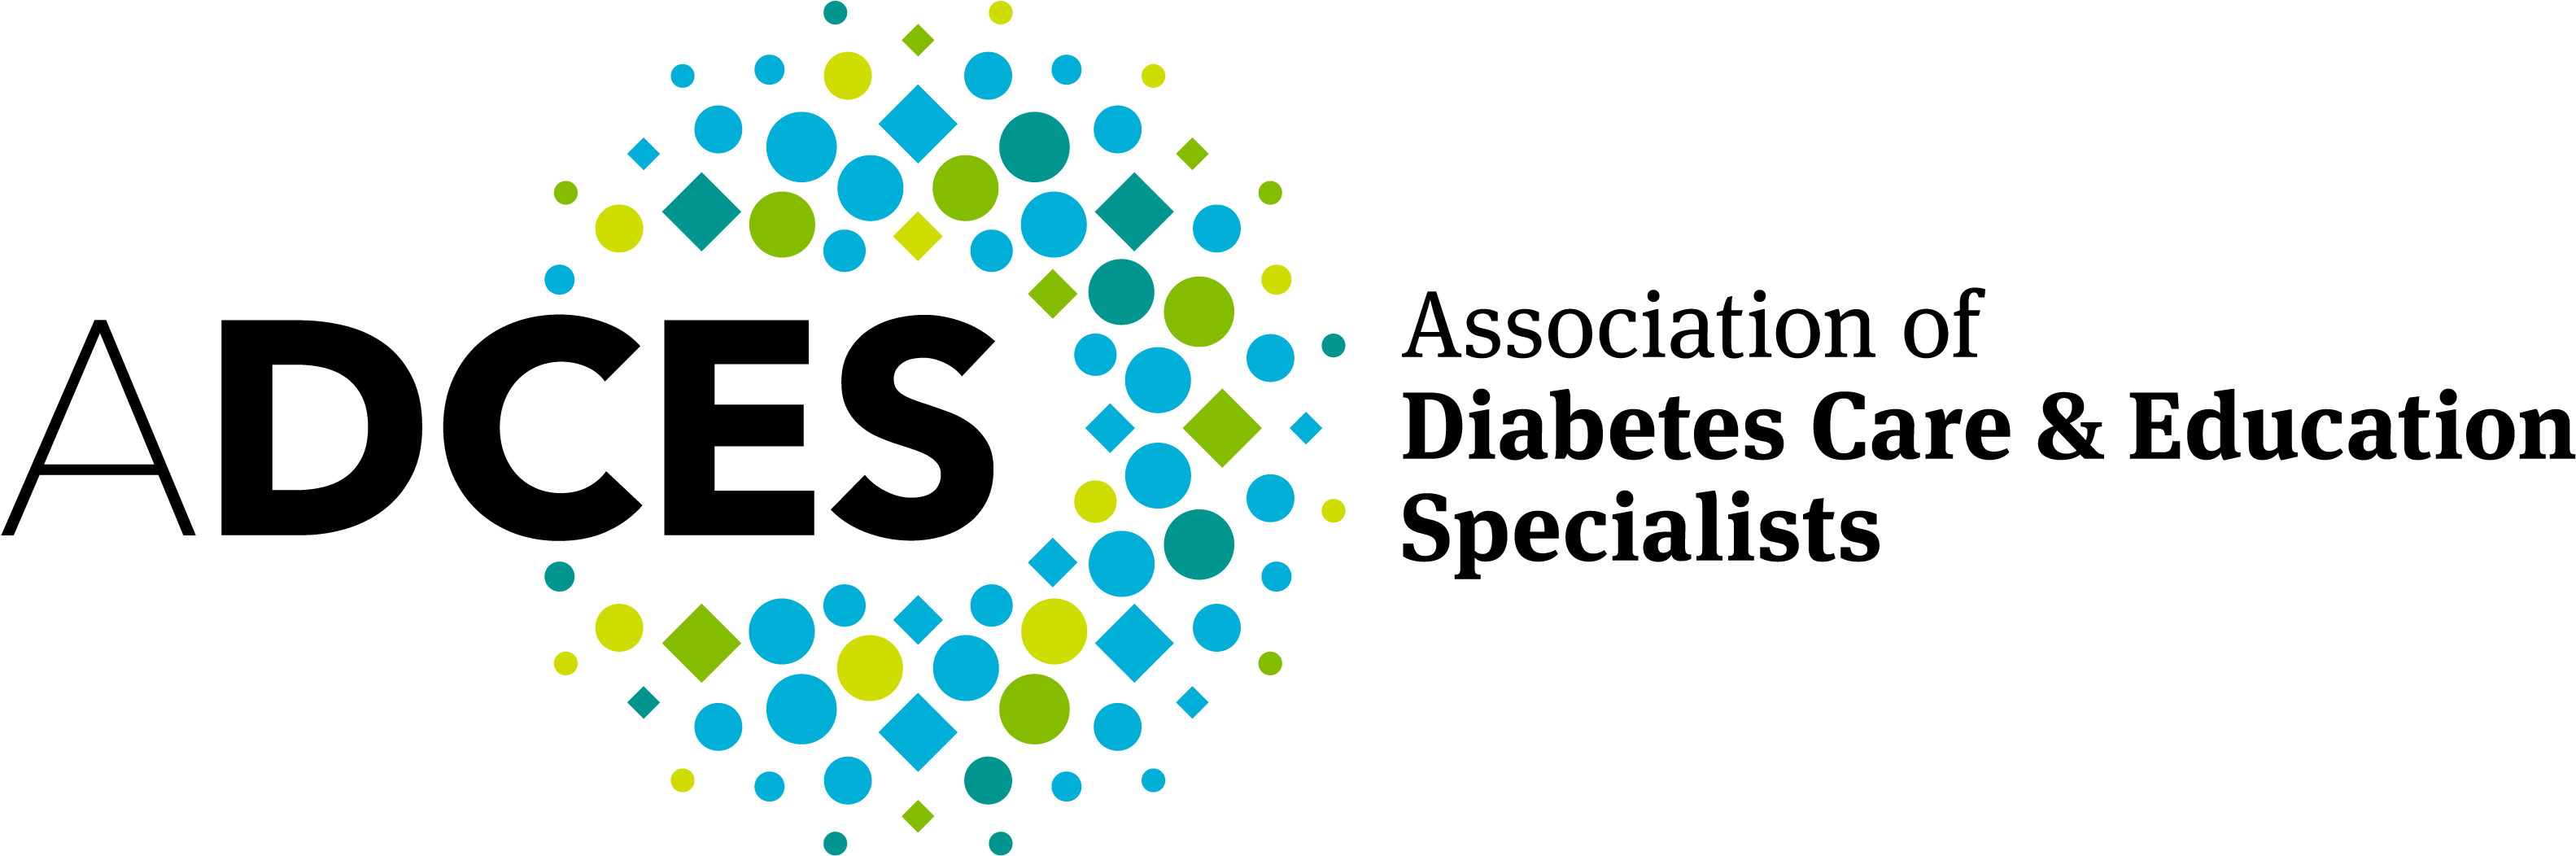 ADCES
Association of
Diabetes Care & Education
Specialists